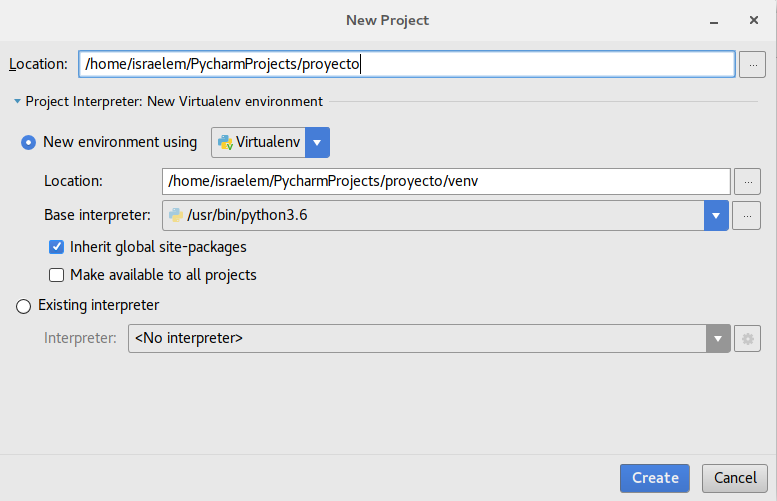 New Project
Location: /home/israelem/PycharmProjects/proyecto ...
Project Interpreter: New Virtualenv environment
New environment using Virtualenv
Location: /home/israelem/PycharmProjects/proyecto/venv ...
Base interpreter: /usr/bin/python3.6 ...
Inherit global site-packages
Make available to all projects
Existing interpreter
Interpreter: <No interpreter>
Create Cancel